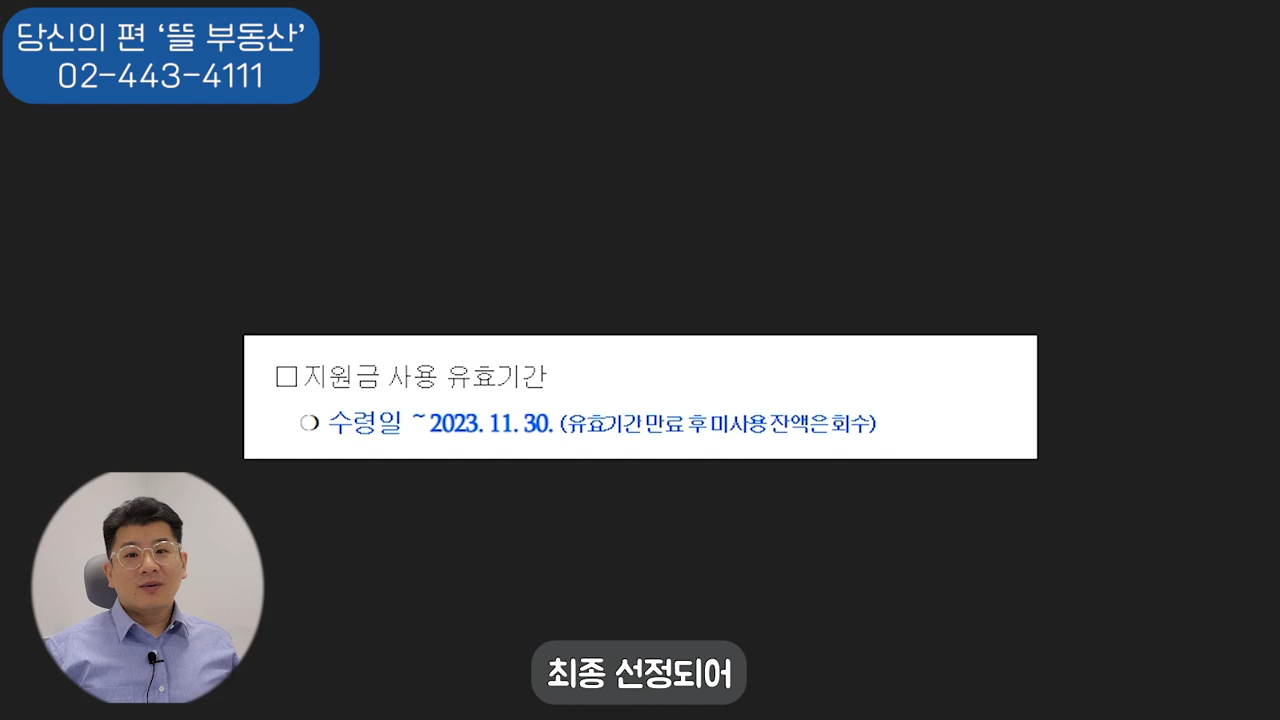 당신의 편 ‘뜰 부동산’
02-443-4111
□ 지원금 사용 유효기간
❍ 수령일 ~ 2023. 11. 30. (유효기간 만료 후 미사용 잔액은 회수)
최종 선정되어